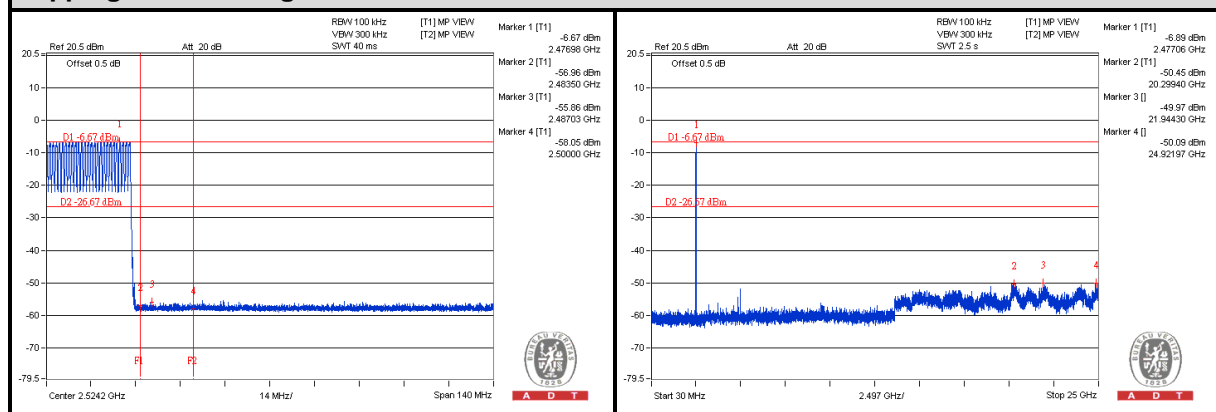 RBW 100 kHz [T1] MP VIEW
VBW 300 kHz [T2] MP VIEW
Ref 20.5 dBm Att 20 dB SWT 40 ms
20.5
Offset 0.5 dB
10
0
-10
-20
-30
-40
-50
-60
-70
-79.5
D1 -6.67 dBm
D2 -26.67 dBm
1
2
3
4
F1
F2
Center 2.5242 GHz 14 MHz/ Span 140 MHz
Marker 1 [T1]
-6.67 dBm
2.47698 GHz
Marker 2 [T1]
-56.96 dBm
2.48350 GHz
Marker 3 [T1]
-55.86 dBm
2.48703 GHz
Marker 4 [T1]
-58.05 dBm
2.50000 GHz
BUREAU VERITAS
1828
A D T
RBW 100 kHz [T1] MP VIEW
VBW 300 kHz [T2] MP VIEW
Ref 20.5 dBm Att 20 dB SWT 2.5 s
20.5
Offset 0.5 dB
10
0
-10
-20
-30
-40
-50
-60
-70
-79.5
D1 -6.67 dBm
D2 -26.67 dBm
1
2
3
4
Start 30 MHz 2.497 GHz/ Stop 25 GHz
Marker 1 [T1]
-6.89 dBm
2.47706 GHz
Marker 2 [T1]
-50.45 dBm
20.29940 GHz
Marker 3 []
-49.97 dBm
21.94430 GHz
Marker 4 []
-50.09 dBm
24.92197 GHz
BUREAU VERITAS
1828
A D T